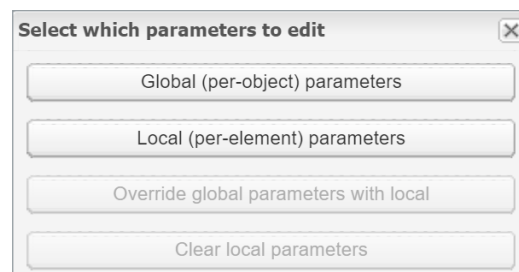 Select which parameters to edit
Global (per-object) parameters
Local (per-element) parameters
Override global parameters with local
Clear local parameters